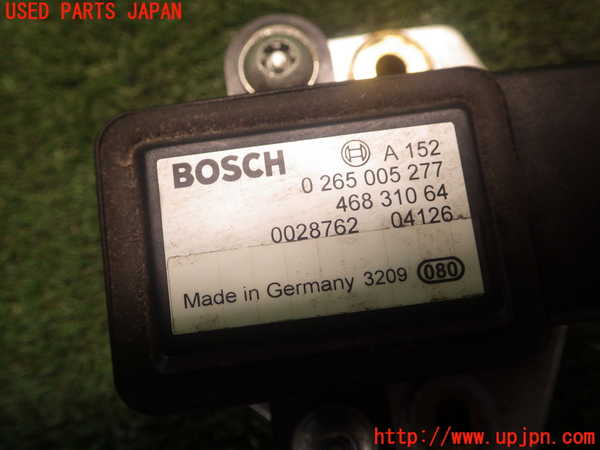 USED PARTS JAPAN
BOSCH A 152
0 265 005 277
468 310 64
0028762 04126
Made in Germany 3209 080
http://www.upjpn.com/